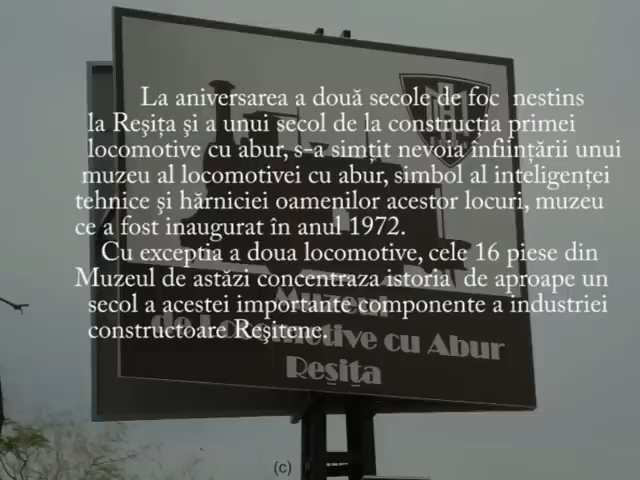 La aniversarea a două secole de foc nestins
la Reşiţa şi a unui secol de la construcţia primei
locomotive cu abur, s-a simţit nevoia înfiinţării unui
muzeu al locomotivei cu abur, simbol al inteligenţei
tehnice şi hărniciei oamenilor acestor locuri, muzeu
ce a fost inaugurat în anul 1972.
Cu exceptia a doua locomotive, cele 16 piese din
Muzeul de astăzi concentraza istoria de aproape un
secol a acestei importante componente a industriei
constructoare Reşitene.
Muzeul
de Locomotive cu Abur
Reşiţa
(c)